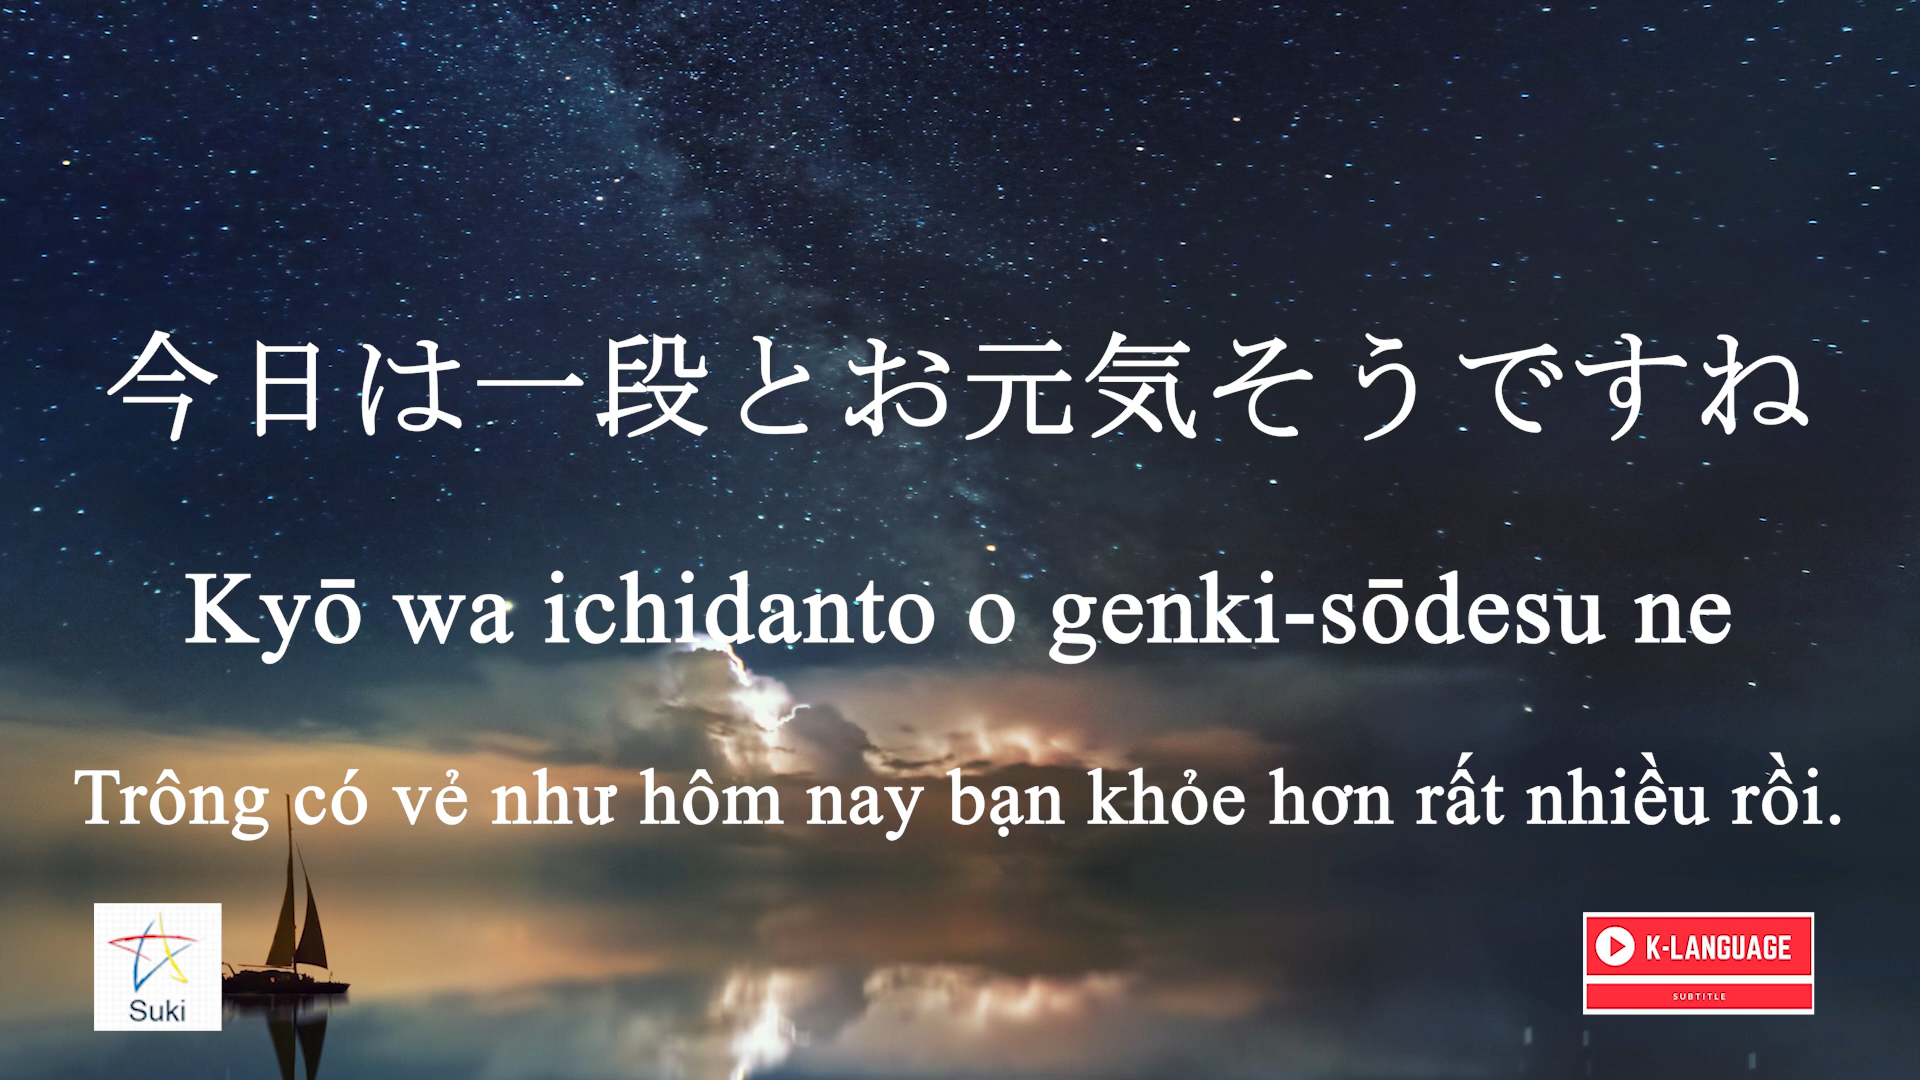 今日は一段とお元気そうですね
Kyō wa ichidanto o genki-sōdesu ne
Trông có vẻ như hôm nay bạn khỏe hơn rất nhiều rồi.
Suki
K-LANGUAGE
SUBTITLE